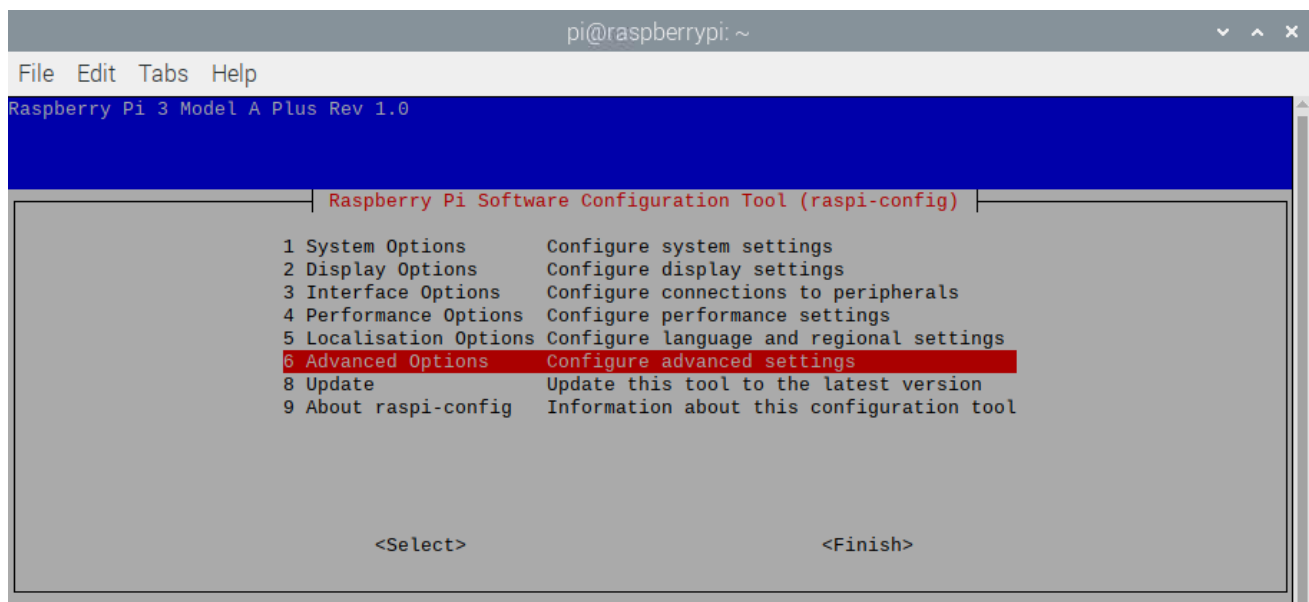 pi@raspberrypi: ~
File Edit Tabs Help
Raspberry Pi 3 Model A Plus Rev 1.0
Raspberry Pi Software Configuration Tool (raspi-config)
1 System Options Configure system settings
2 Display Options Configure display settings
3 Interface Options Configure connections to peripherals
4 Performance Options Configure performance settings
5 Localisation Options Configure language and regional settings
6 Advanced Options Configure advanced settings
8 Update Update this tool to the latest version
9 About raspi-config Information about this configuration tool
<Select> <Finish>